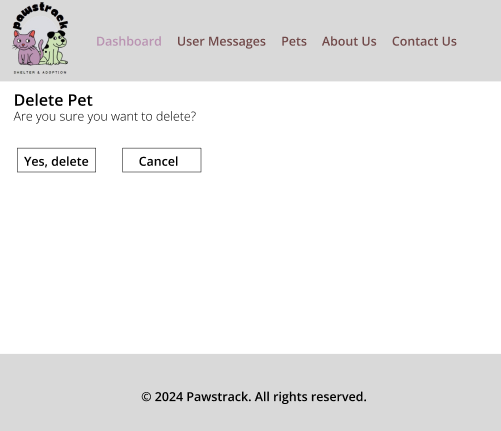 pawstrack
SHELTER & ADOPTION
Dashboard User Messages Pets About Us Contact Us
Delete Pet
Are you sure you want to delete?
Yes, delete Cancel
© 2024 Pawstrack. All rights reserved.